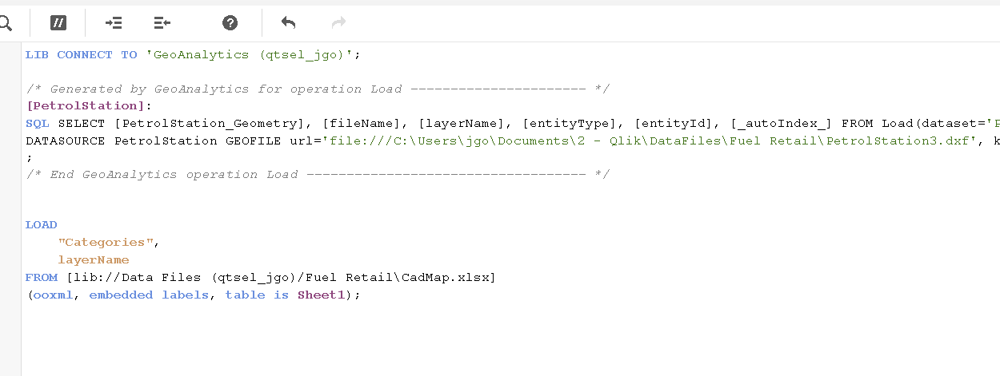 LIB CONNECT TO 'GeoAnalytics (qtsel_jgo)';
/* Generated by GeoAnalytics for operation Load ---------------------- */
[PetrolStation]:
SQL SELECT [PetrolStation_Geometry], [fileName], [layerName], [entityType], [entityId], [_autoIndex_] FROM Load(dataset='P
DATASOURCE PetrolStation GEOFILE url='file:///C:\Users\jgo\Documents\2 - Qlik\DataFiles\Fuel Retail\PetrolStation3.dxf', k
;
/* End GeoAnalytics operation Load ----------------------------------- */
LOAD
"Categories",
layerName
FROM [lib://Data Files (qtsel_jgo)/Fuel Retail\CadMap.xlsx]
(ooxml, embedded labels, table is Sheet1);